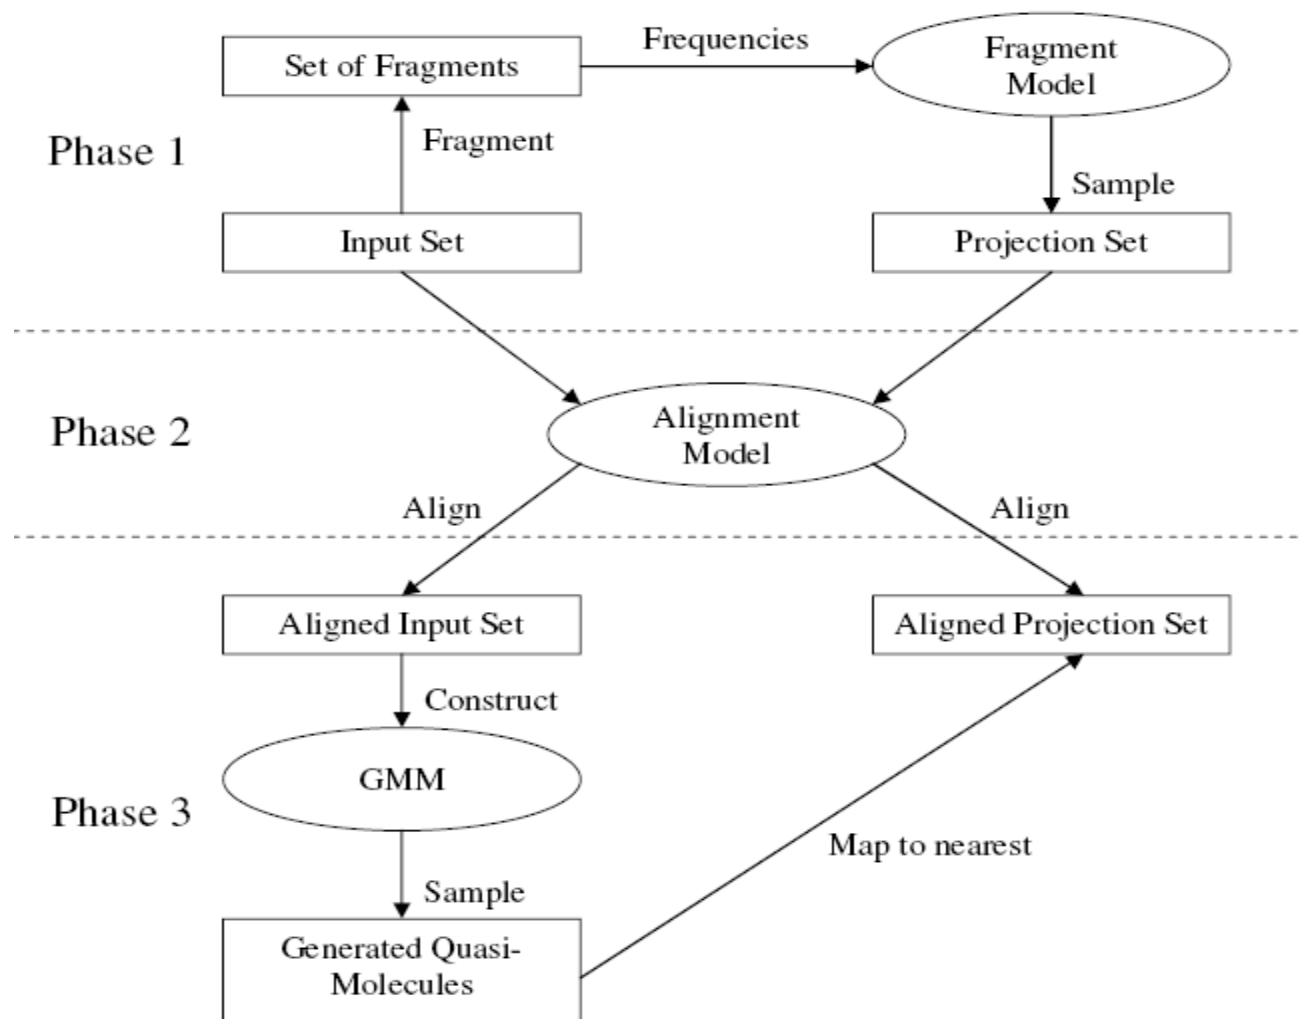 Frequencies
Set of Fragments
Fragment
Model
Phase 1
Fragment
Sample
Input Set
Projection Set
Phase 2
Alignment
Model
Align
Align
Aligned Input Set
Aligned Projection Set
Construct
GMM
Phase 3
Map to nearest
Sample
Generated Quasi-
Molecules